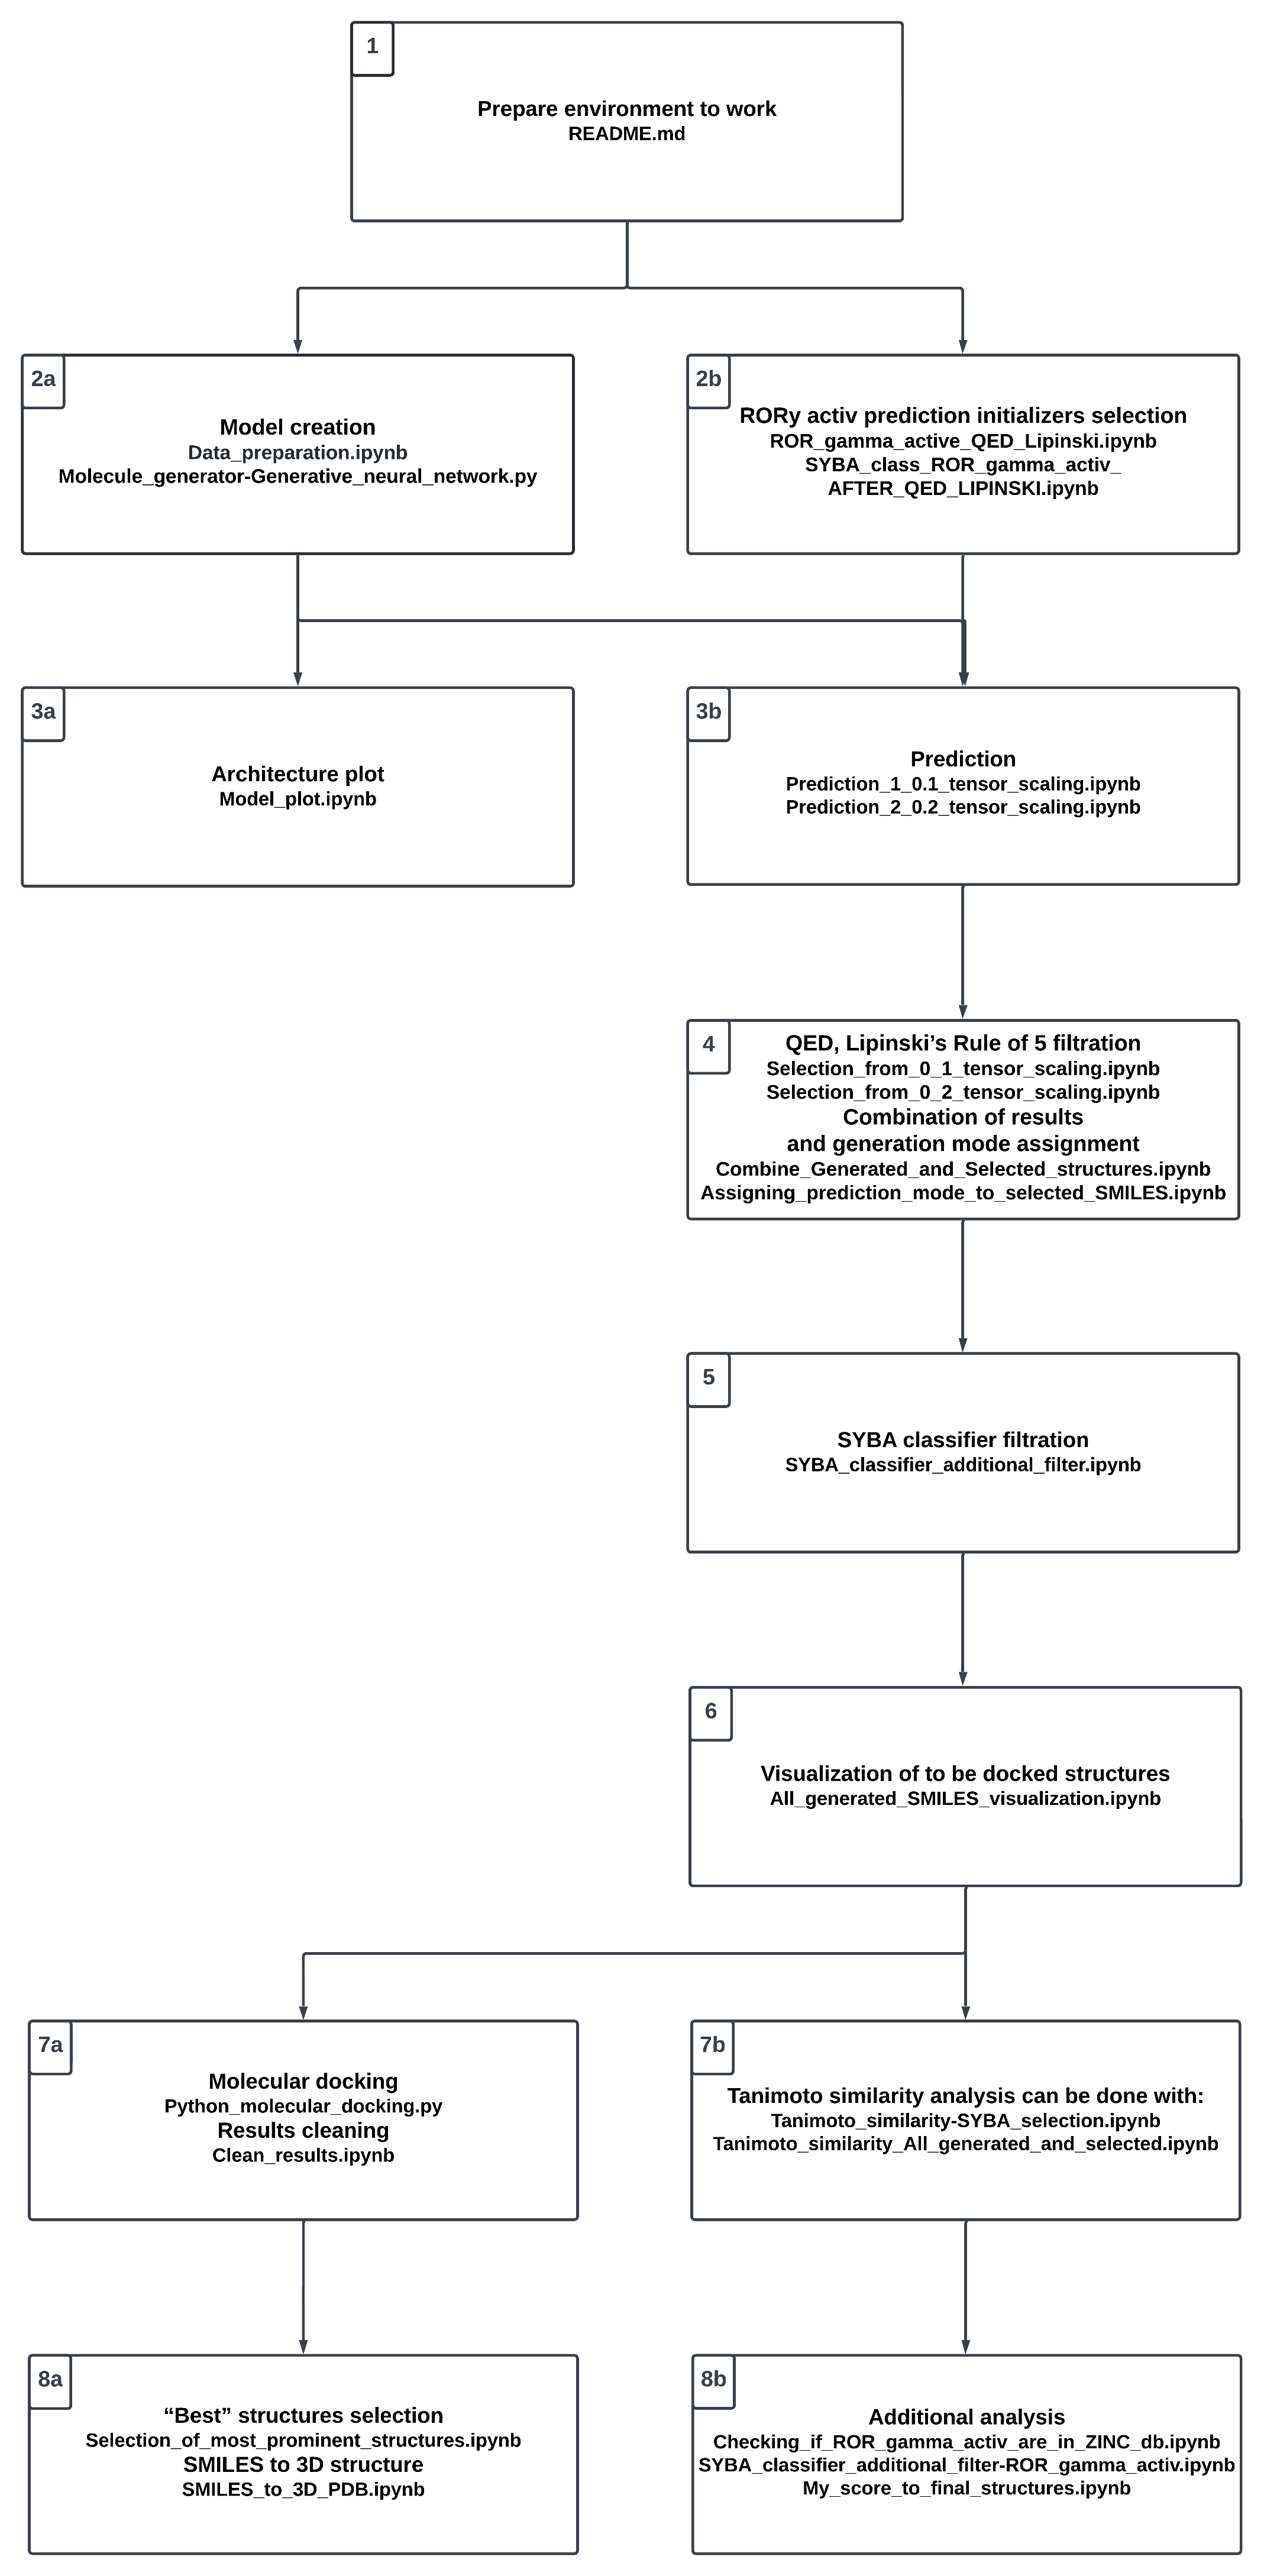 1
Prepare environment to work
README.md
2a
Model creation
Data_preparation.ipynb
Molecule_generator-Generative_neural_network.py
2b
RORy activ prediction initializers selection
ROR_gamma_active_QED_Lipinski.ipynb
SYBA_class_ROR_gamma_activ_
AFTER_QED_LIPINSKI.ipynb
3a
Architecture plot
Model_plot.ipynb
3b
Prediction
Prediction_1_0.1_tensor_scaling.ipynb
Prediction_2_0.2_tensor_scaling.ipynb
4
QED, Lipinski’s Rule of 5 filtration
Selection_from_0_1_tensor_scaling.ipynb
Selection_from_0_2_tensor_scaling.ipynb
Combination of results
and generation mode assignment
Combine_Generated_and_Selected_structures.ipynb
Assigning_prediction_mode_to_selected_SMILES.ipynb
5
SYBA classifier filtration
SYBA_classifier_additional_filter.ipynb
6
Visualization of to be docked structures
All_generated_SMILES_visualization.ipynb
7a
Molecular docking
Python_molecular_docking.py
Results cleaning
Clean_results.ipynb
7b
Tanimoto similarity analysis can be done with:
Tanimoto_similarity-SYBA_selection.ipynb
Tanimoto_similarity_All_generated_and_selected.ipynb
8a
“Best” structures selection
Selection_of_most_prominent_structures.ipynb
SMILES to 3D structure
SMILES_to_3D_PDB.ipynb
8b
Additional analysis
Checking_if_ROR_gamma_activ_are_in_ZINC_db.ipynb
SYBA_classifier_additional_filter-ROR_gamma_activ.ipynb
My_score_to_final_structures.ipynb